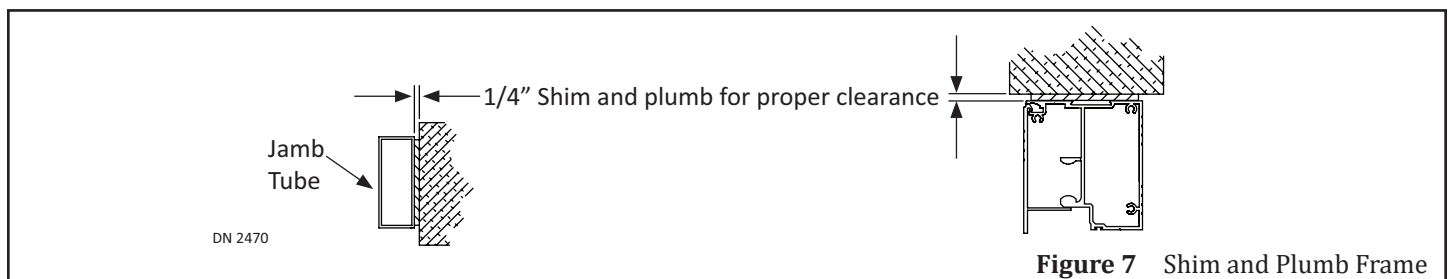 1/4” Shim and plumb for proper clearance
Jamb
Tube
DN 2470
Figure 7 Shim and Plumb Frame